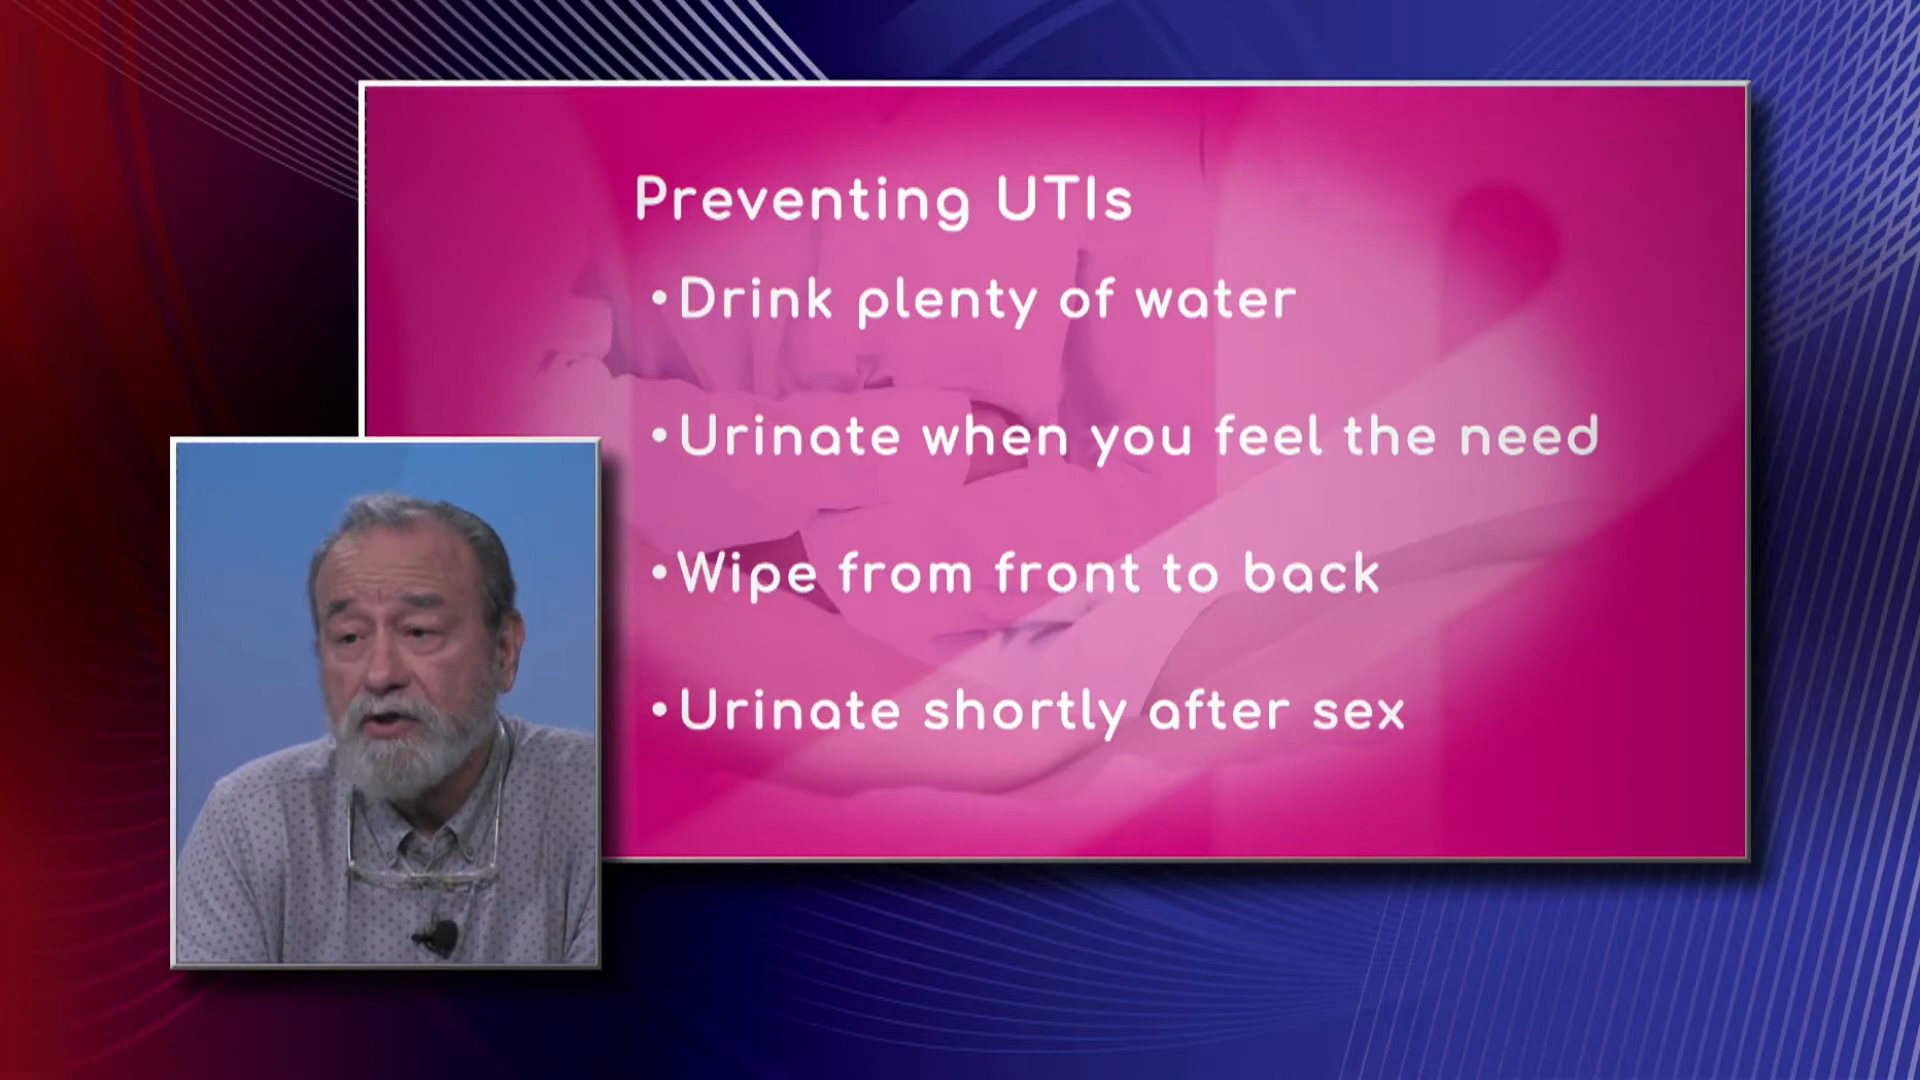 Preventing UTIs
•Drink plenty of water
•Urinate when you feel the need
•Wipe from front to back
•Urinate shortly after sex